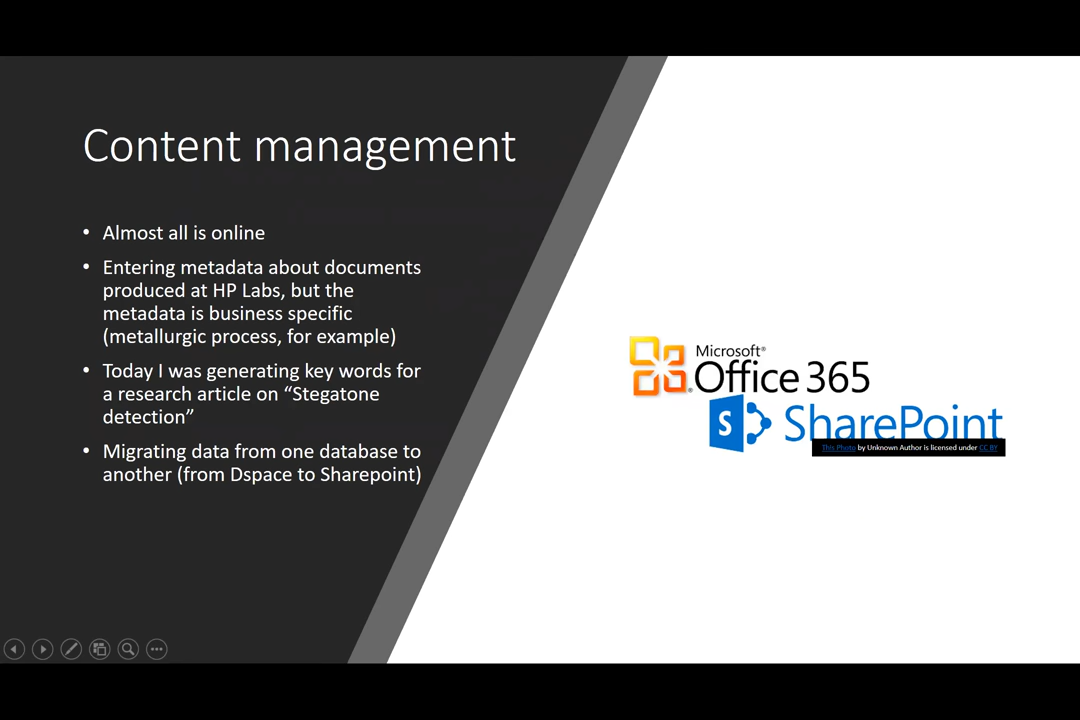 Content management
• Almost all is online
• Entering metadata about documents
produced at HP Labs, but the
metadata is business specific
(metallurgic process, for example)
• Today I was generating key words for
a research article on “Stegatone
detection”
• Migrating data from one database to
another (from Dspace to Sharepoint)
Microsoft®
Office 365
S SharePoint
This Photo by Unknown Author is licensed under CC BY